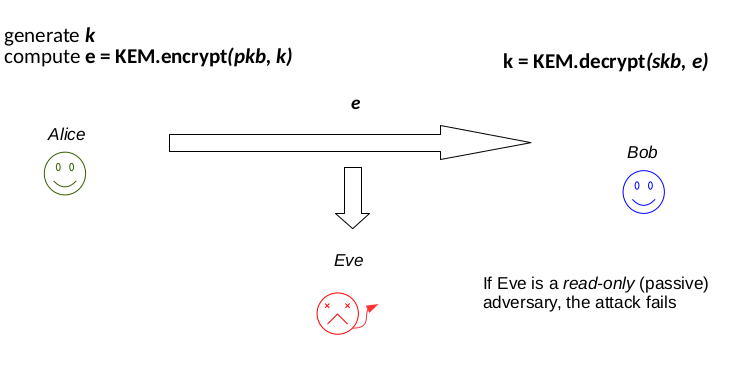 generate k
compute e = KEM.encrypt(pkb, k)
k = KEM.decrypt(skb, e)
e
Alice
Bob
Eve
If Eve is a read-only (passive)
adversary, the attack fails